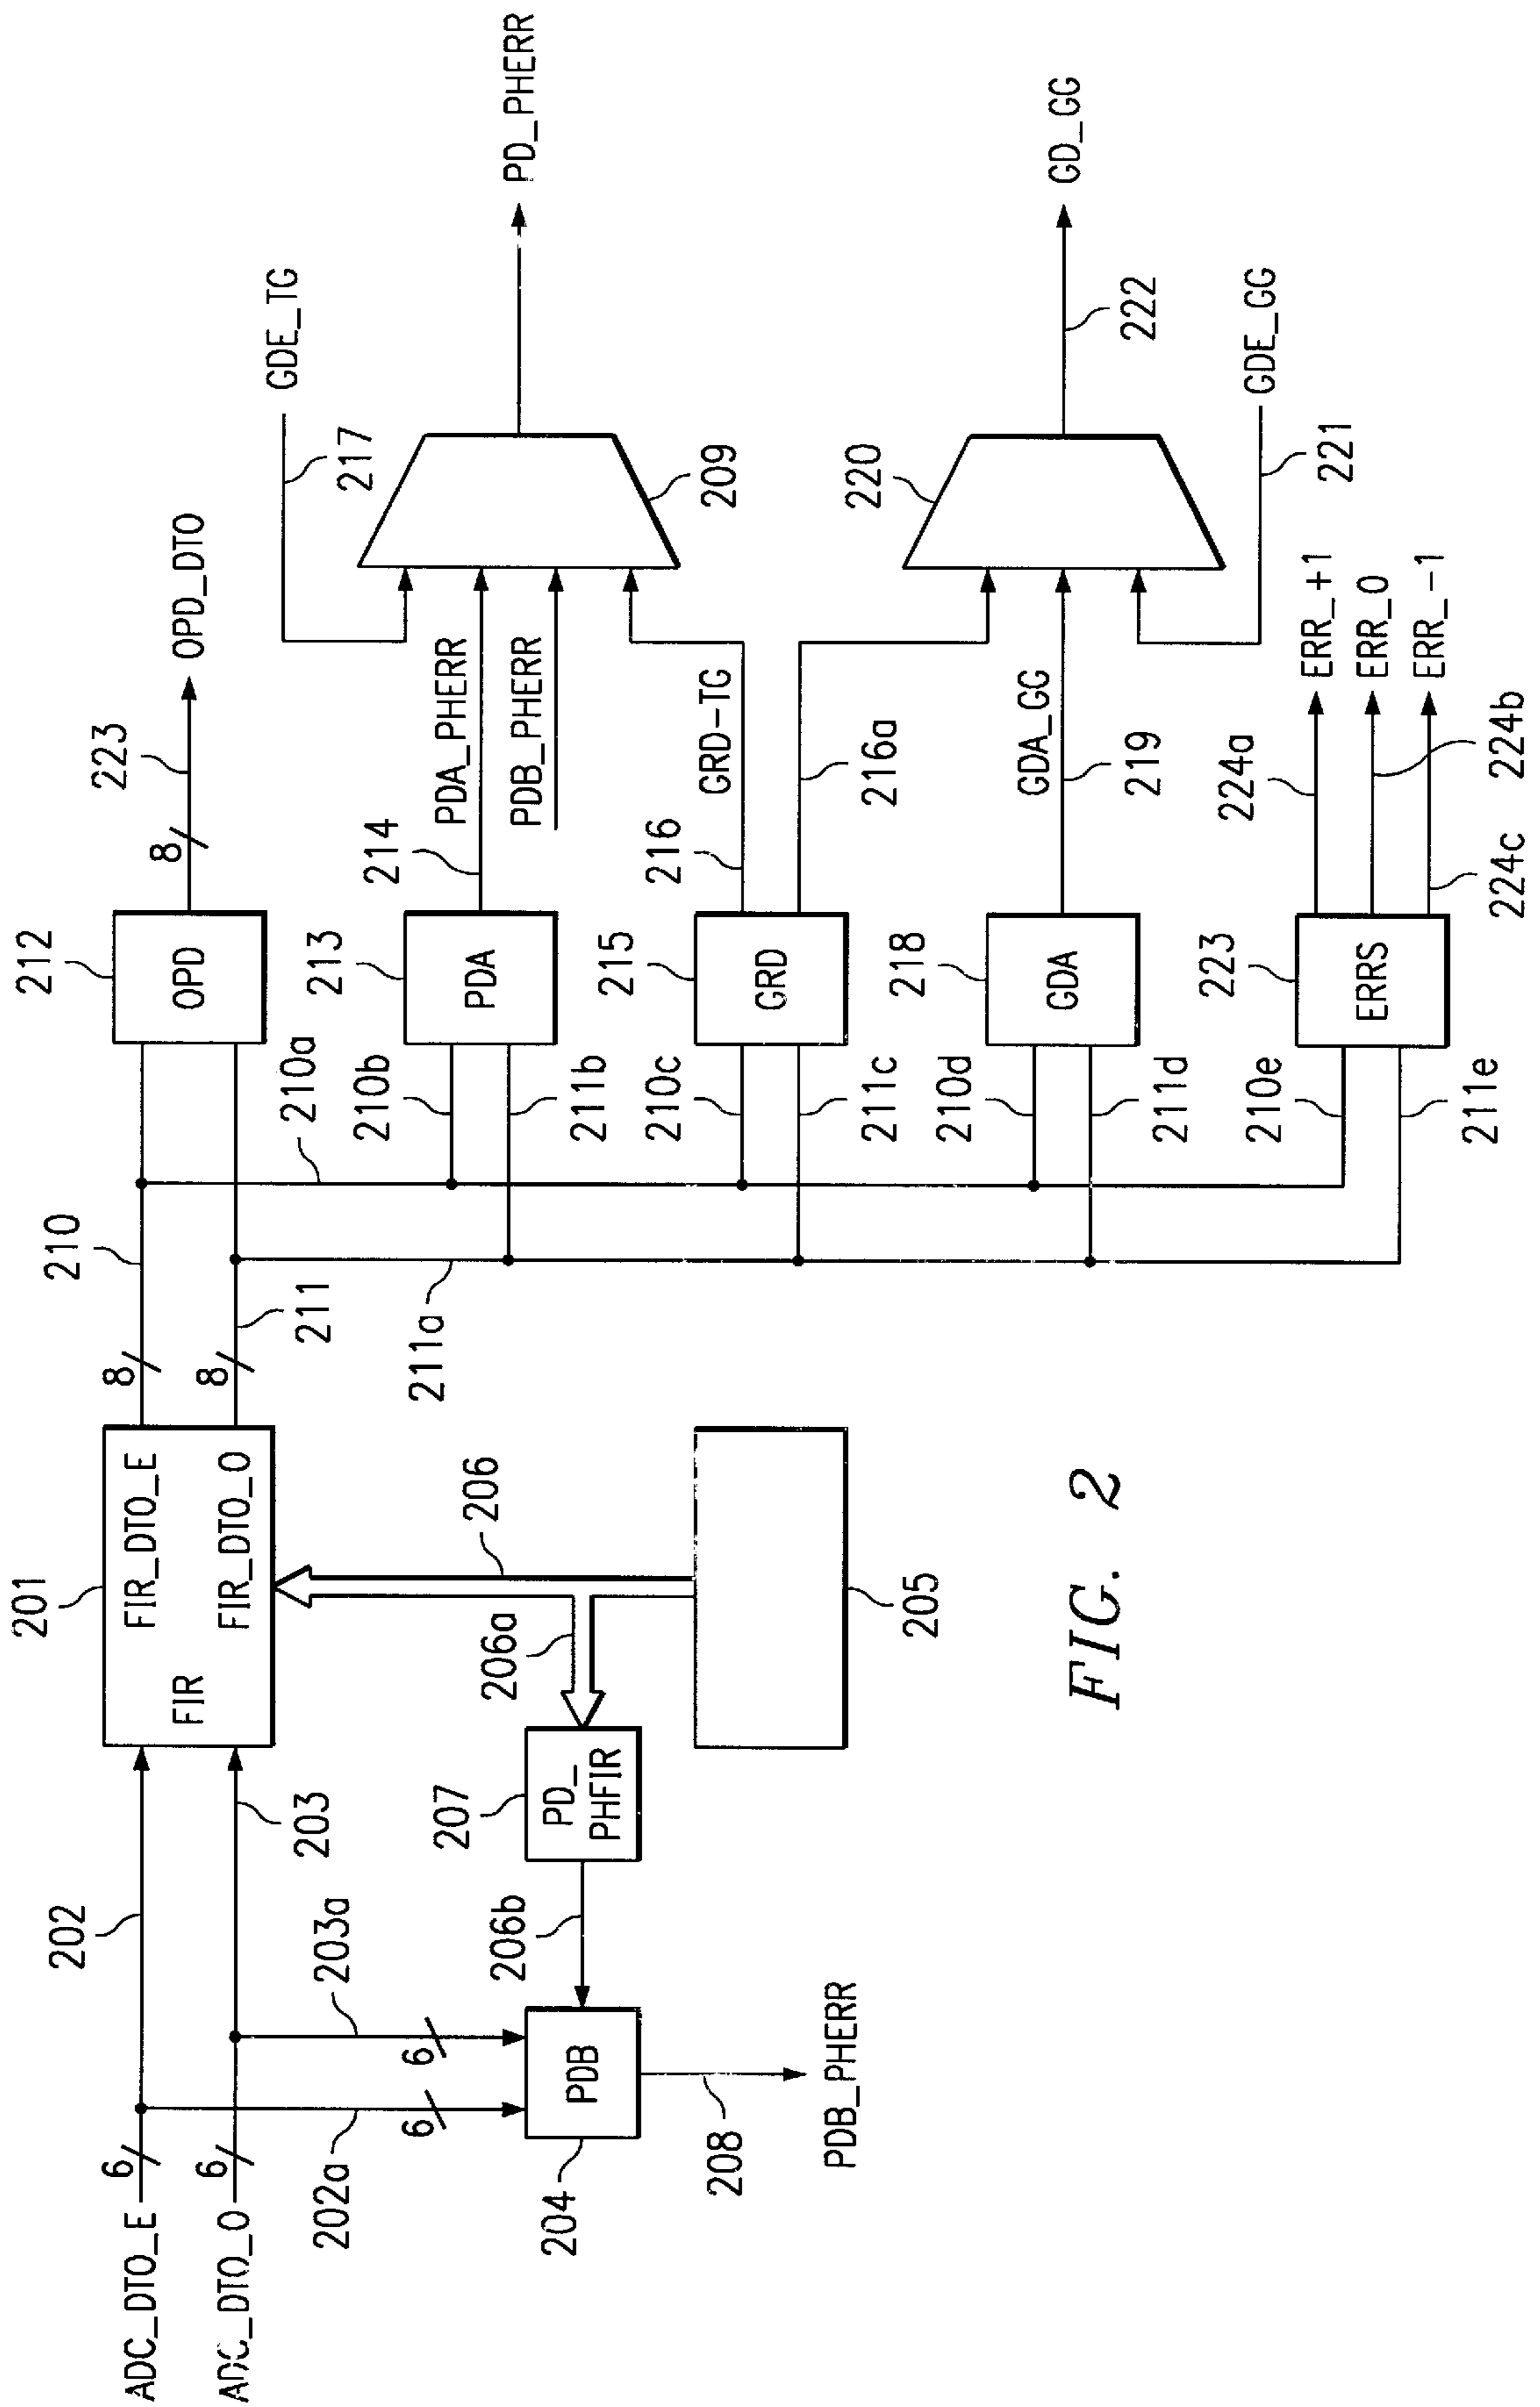 ADC_DTO_E
6
202
ADC_DTO_O
6
203
202a
6
203a
6
204
PDB
208
PDB_PHERR
206b
207
PD_
PHFIR
206a
206
205
201
FIR
FIR_DTO_E
FIR_DTO_O
8
210
8
211
211a
210a
212
OPD
8
223
OPD_DTO
210b
211b
213
PDA
214
PDA_PHERR
PDB_PHERR
GDE_TG
217
209
PD_PHERR
210c
211c
215
GRD
216
GRD-TG
216a
210d
211d
218
GDA
GDA_GG
219
220
222
GD_GG
GDE_GG
221
210e
211e
223
ERRS
224a
ERR_+1
ERR_0
224b
ERR_-1
224c
FIG. 2